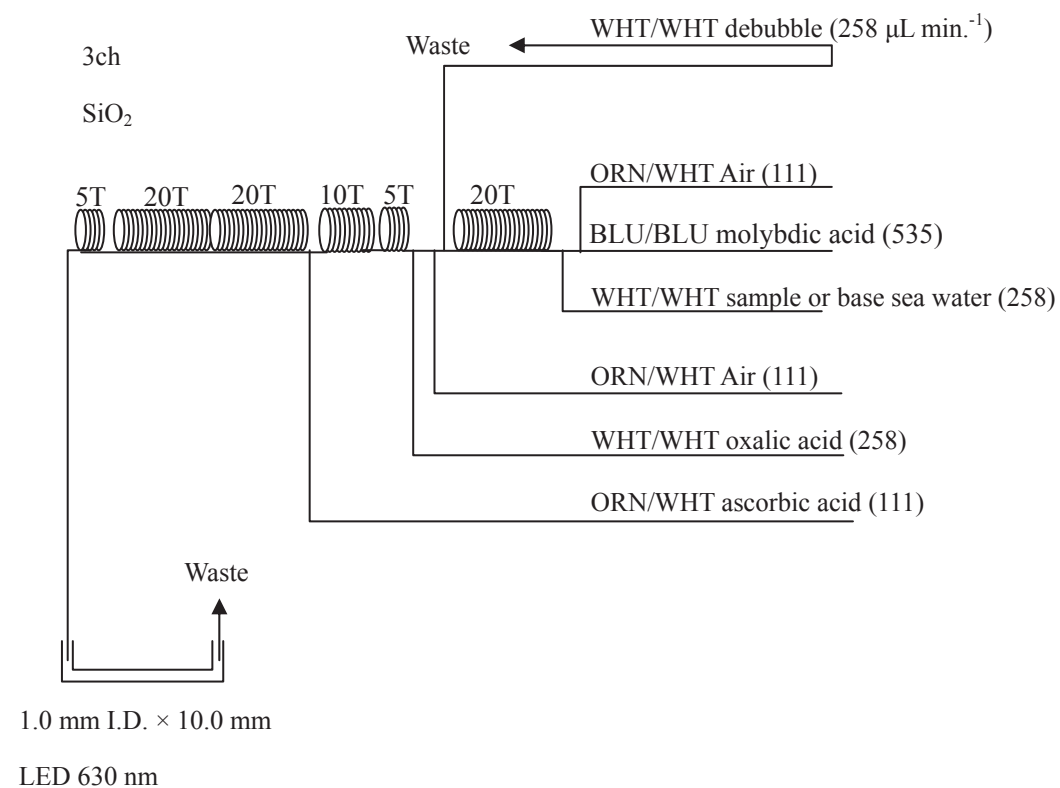 WHT/WHT debubble (258 μL min.⁻¹)
Waste
3ch
SiO₂
ORN/WHT Air (111)
5T 20T 20T 10T 5T 20T
BLU/BLU molybdic acid (535)
WHT/WHT sample or base sea water (258)
ORN/WHT Air (111)
WHT/WHT oxalic acid (258)
ORN/WHT ascorbic acid (111)
Waste
1.0 mm I.D. × 10.0 mm
LED 630 nm